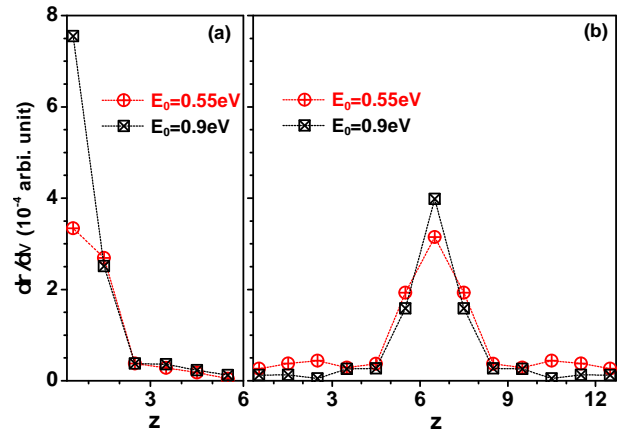 (a)
(b)
8
6
4
2
0
dr/dv (10⁻⁴ arbi. unit)
E₀=0.55eV
E₀=0.9eV
E₀=0.55eV
E₀=0.9eV
3 6 3 6 9 12
z z